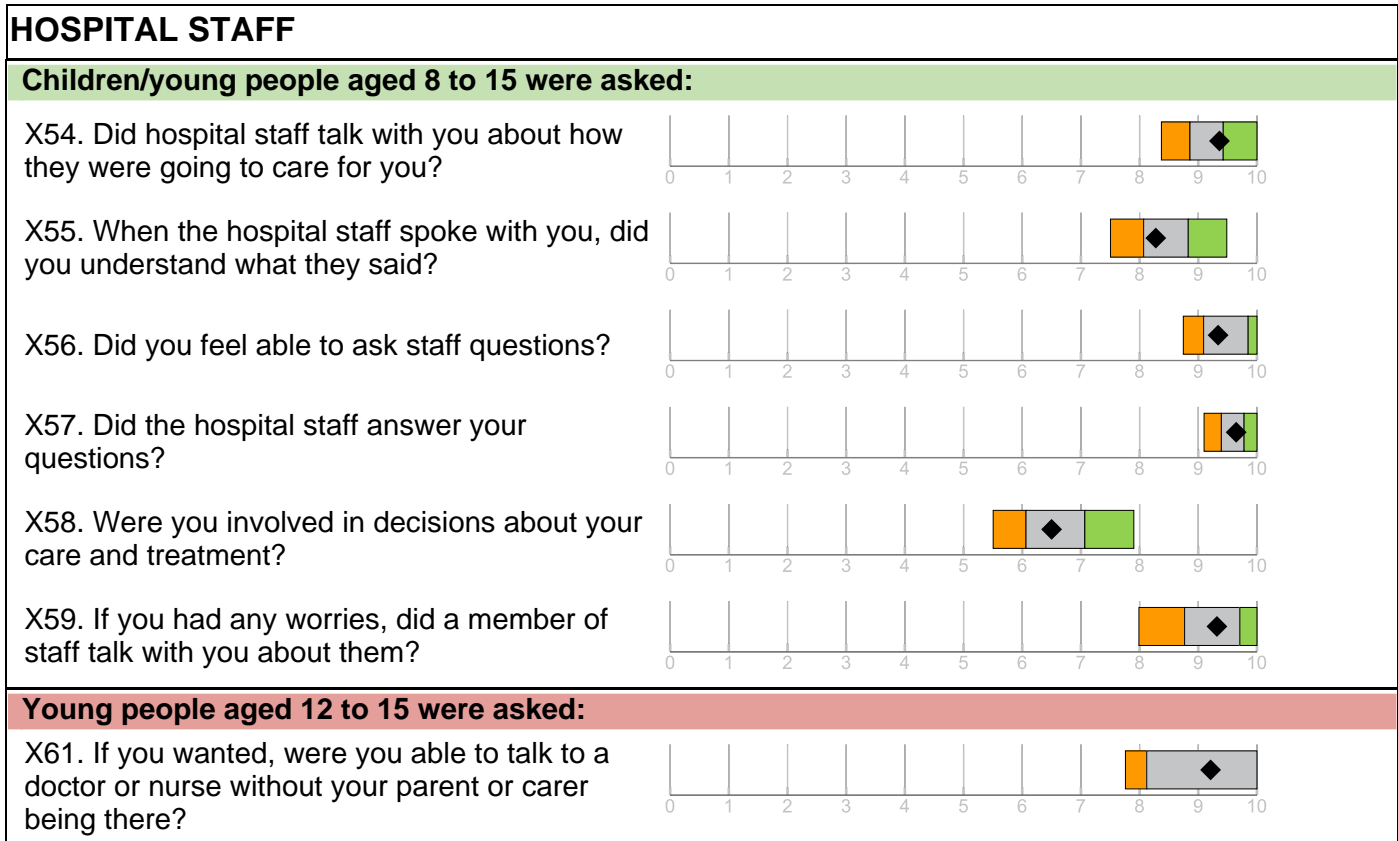 HOSPITAL STAFF
Children/young people aged 8 to 15 were asked:
X54. Did hospital staff talk with you about how
they were going to care for you?
0 1 2 3 4 5 6 7 8 9 10
X55. When the hospital staff spoke with you, did
you understand what they said?
0 1 2 3 4 5 6 7 8 9 10
X56. Did you feel able to ask staff questions?
0 1 2 3 4 5 6 7 8 9 10
X57. Did the hospital staff answer your
questions?
0 1 2 3 4 5 6 7 8 9 10
X58. Were you involved in decisions about your
care and treatment?
0 1 2 3 4 5 6 7 8 9 10
X59. If you had any worries, did a member of
staff talk with you about them?
0 1 2 3 4 5 6 7 8 9 10
Young people aged 12 to 15 were asked:
X61. If you wanted, were you able to talk to a
doctor or nurse without your parent or carer
being there?
0 1 2 3 4 5 6 7 8 9 10